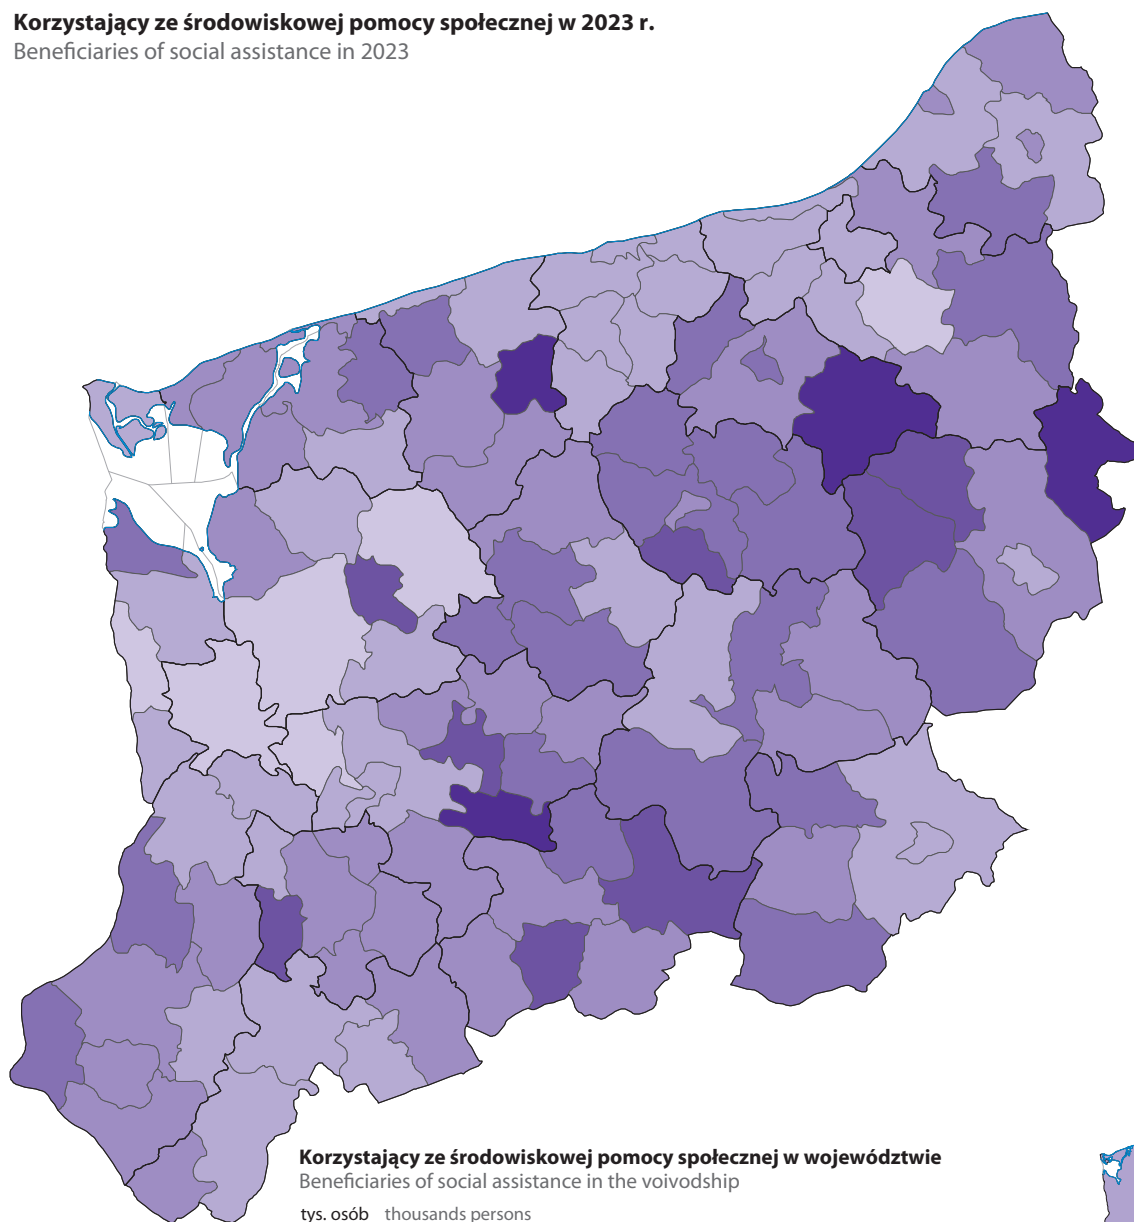 Korzystający ze środowiskowej pomocy społecznej w 2023 r.
Beneficiaries of social assistance in 2023
Korzystający ze środowiskowej pomocy społecznej w województwie
Beneficiaries of social assistance in the voivodship
tys. osób thousands persons